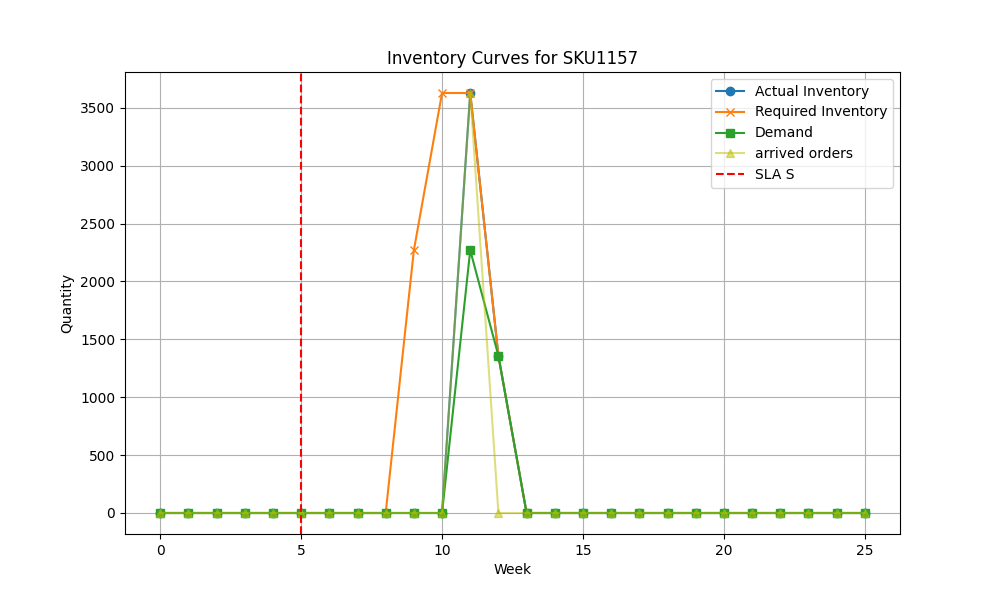 Inventory Curves for SKU1157
Actual Inventory
Required Inventory
Demand
arrived orders
SLA S
Quantity
3500
3000
2500
2000
1500
1000
500
0
0 5 10 15 20 25
Week